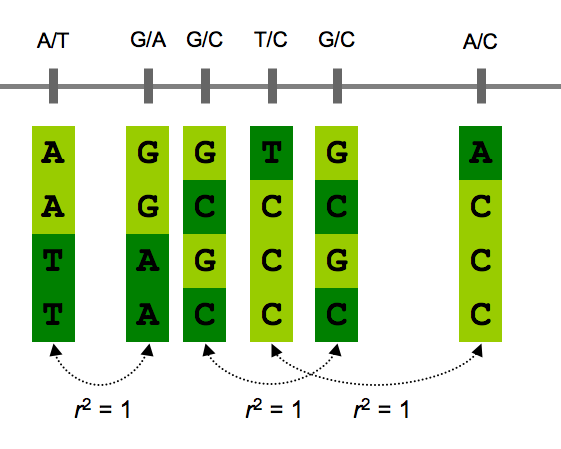 A/T G/A G/C T/C G/C A/C
A G G T G A
A G C C C C
T A G C G C
T A C C C C
r² = 1 r² = 1 r² = 1